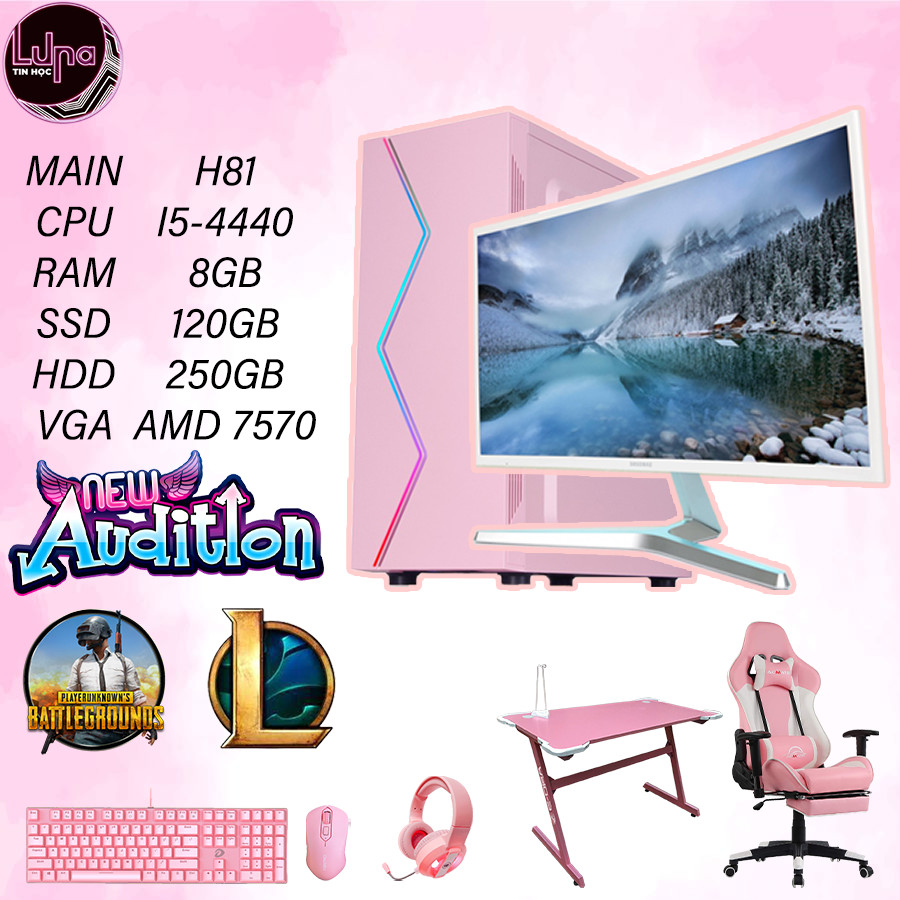 Luna
TIN HỌC
MAIN H81
CPU I5-4440
RAM 8GB
SSD 120GB
HDD 250GB
VGA AMD 7570
NEW
AuditIon
PLAYERUNKNOWN'S
BATTLEGROUNDS
L